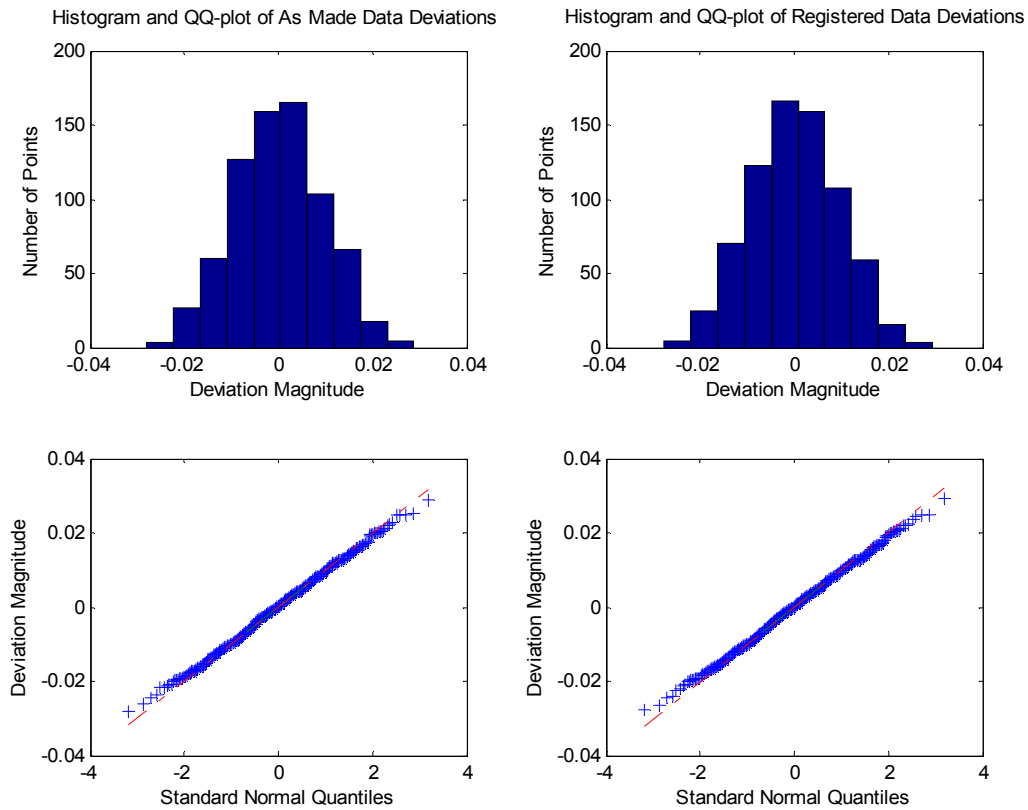 Histogram and QQ-plot of As Made Data Deviations
200
150
100
50
0
Number of Points
-0.04 -0.02 0 0.02 0.04
Deviation Magnitude
Histogram and QQ-plot of Registered Data Deviations
200
150
100
50
0
Number of Points
-0.04 -0.02 0 0.02 0.04
Deviation Magnitude
0.04
0.02
0
-0.02
-0.04
Deviation Magnitude
-4 -2 0 2 4
Standard Normal Quantiles
0.04
0.02
0
-0.02
-0.04
Deviation Magnitude
-4 -2 0 2 4
Standard Normal Quantiles